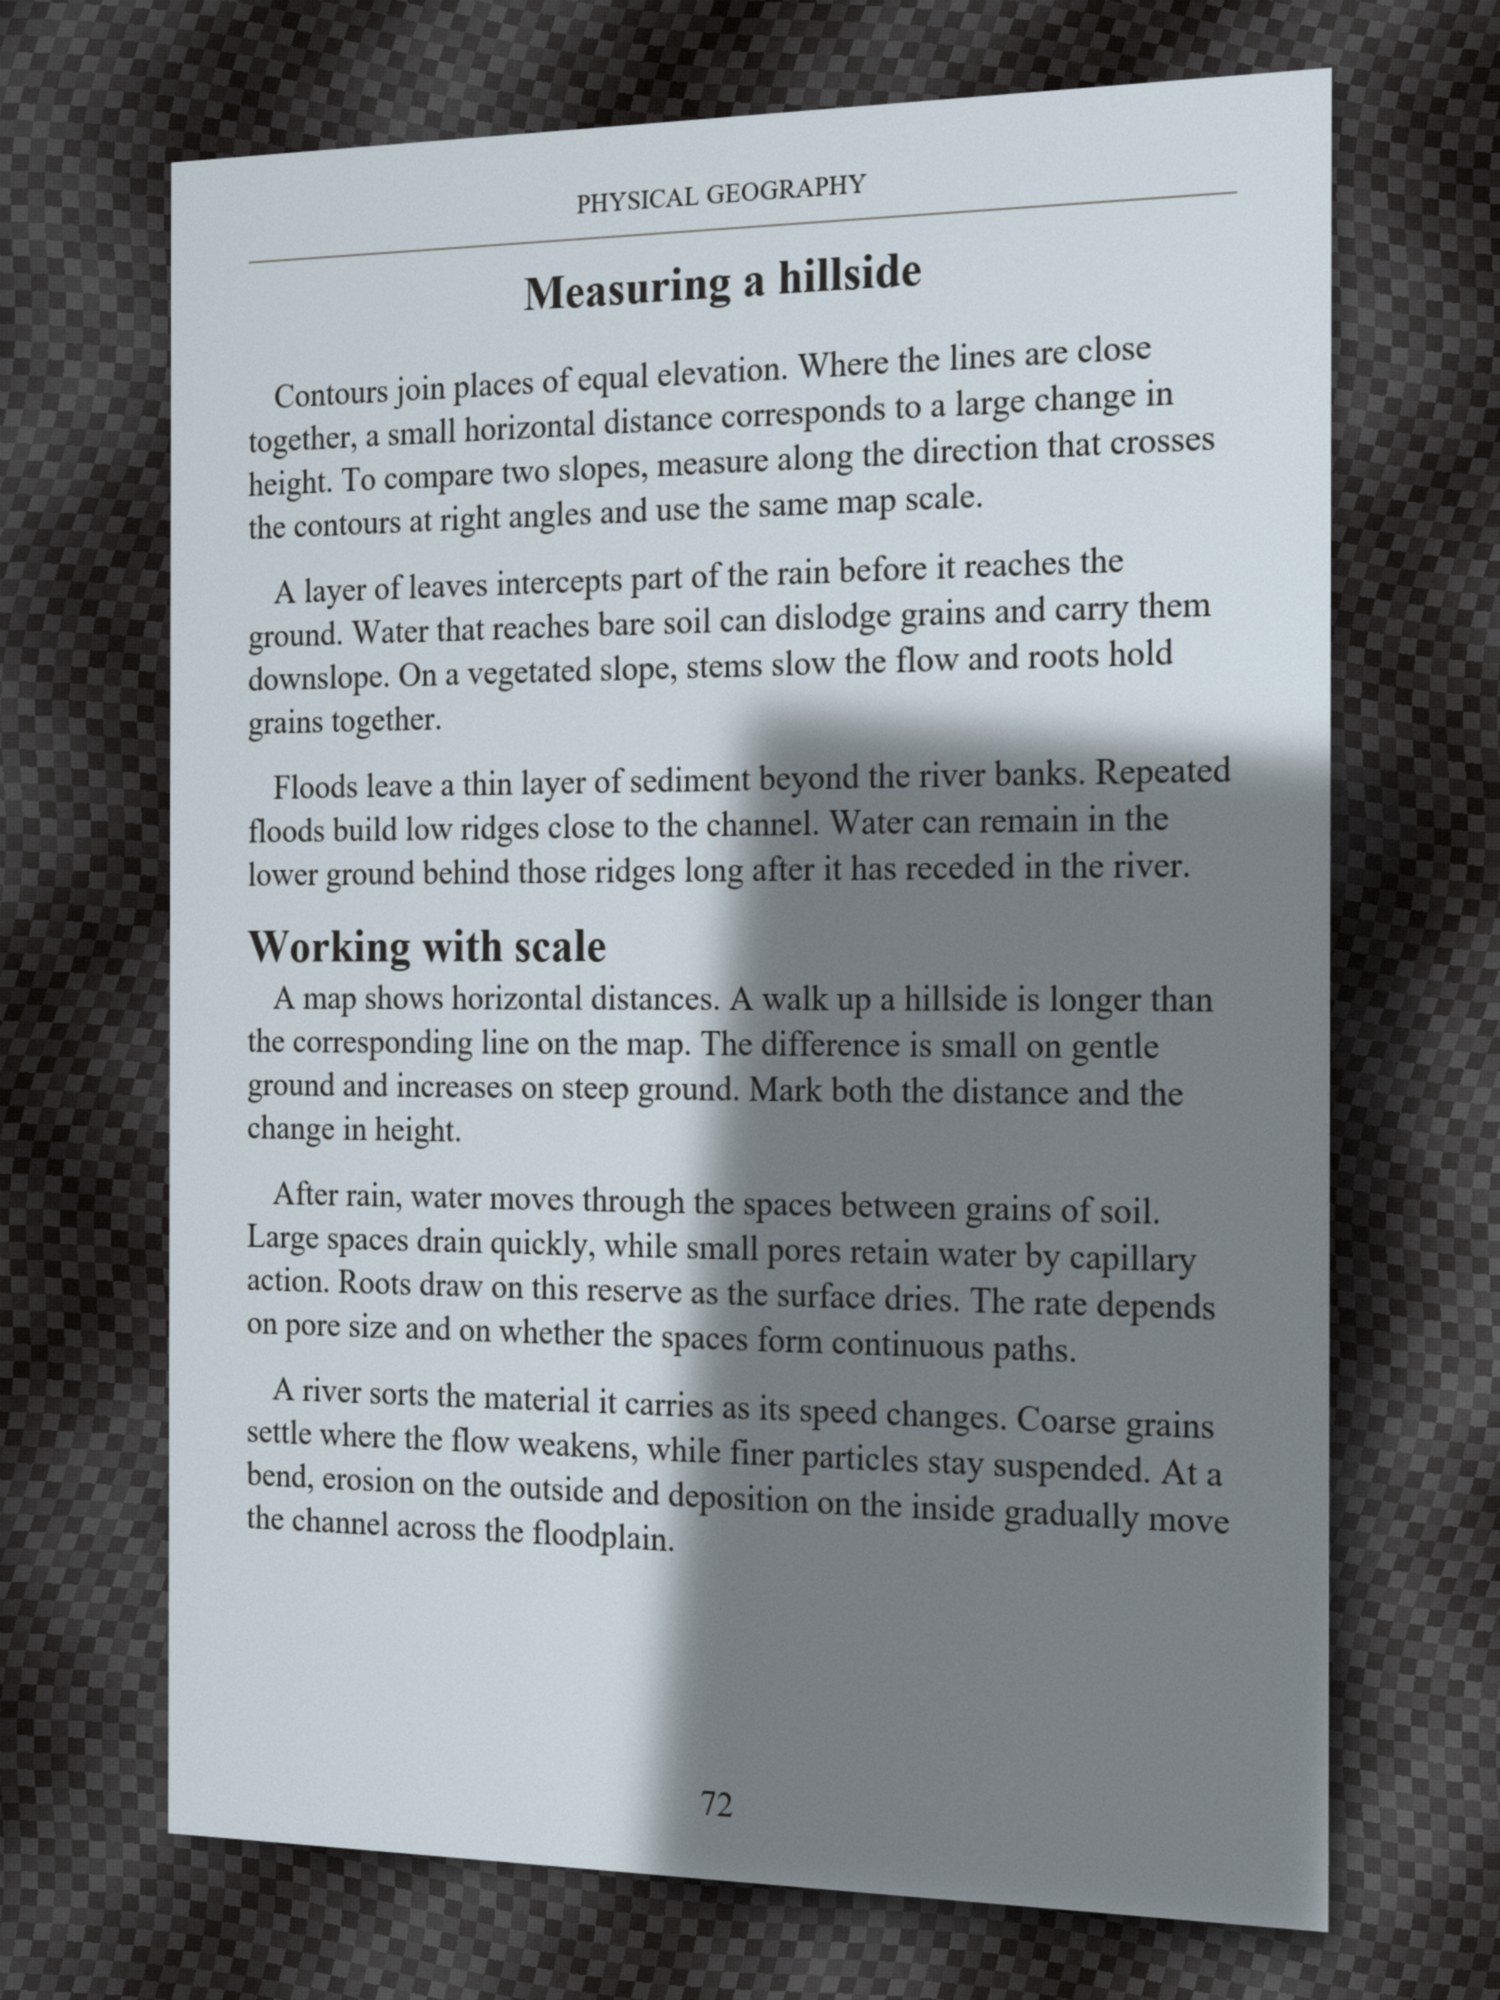 PHYSICAL GEOGRAPHY
Measuring a hillside
Contours join places of equal elevation. Where the lines are close
together, a small horizontal distance corresponds to a large change in
height. To compare two slopes, measure along the direction that crosses
the contours at right angles and use the same map scale.
A layer of leaves intercepts part of the rain before it reaches the
ground. Water that reaches bare soil can dislodge grains and carry them
downslope. On a vegetated slope, stems slow the flow and roots hold
grains together.
Floods leave a thin layer of sediment beyond the river banks. Repeated
floods build low ridges close to the channel. Water can remain in the
lower ground behind those ridges long after it has receded in the river.
Working with scale
A map shows horizontal distances. A walk up a hillside is longer than
the corresponding line on the map. The difference is small on gentle
ground and increases on steep ground. Mark both the distance and the
change in height.
After rain, water moves through the spaces between grains of soil.
Large spaces drain quickly, while small pores retain water by capillary
action. Roots draw on this reserve as the surface dries. The rate depends
on pore size and on whether the spaces form continuous paths.
A river sorts the material it carries as its speed changes. Coarse grains
settle where the flow weakens, while finer particles stay suspended. At a
bend, erosion on the outside and deposition on the inside gradually move
the channel across the floodplain.
72